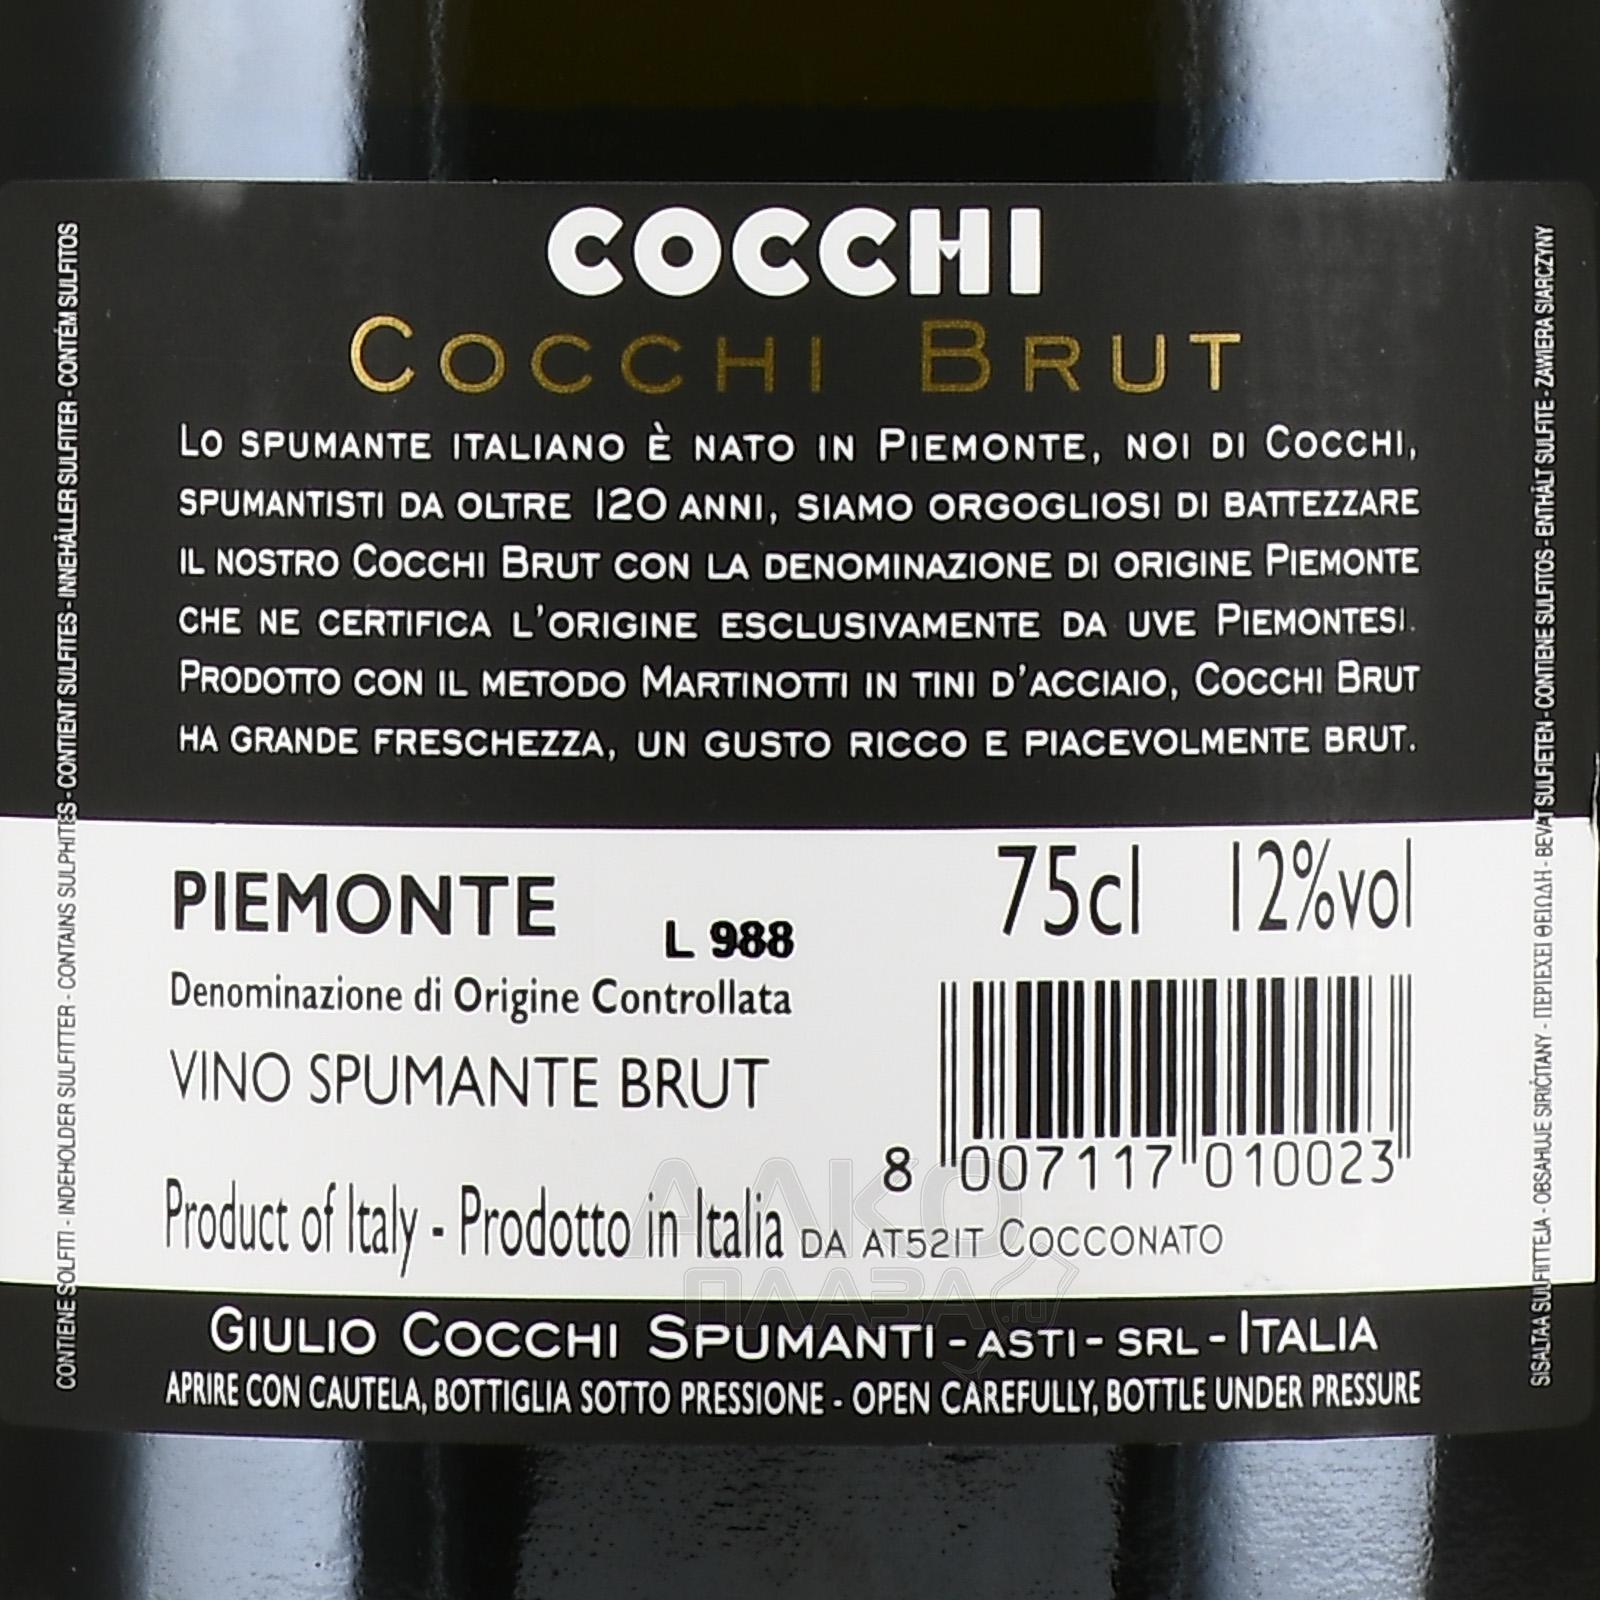 COCCHI
COCCHI BRUT
LO SPUMANTE ITALIANO È NATO IN PIEMONTE, NOI DI COCCHI,
SPUMANTISTI DA OLTRE 120 ANNI, SIAMO ORGOGLIOSI DI BATTEZZARE
IL NOSTRO COCCHI BRUT CON LA DENOMINAZIONE DI ORIGINE PIEMONTE
CHE NE CERTIFICA L'ORIGINE ESCLUSIVAMENTE DA UVE PIEMONTESI.
PRODOTTO CON IL METODO MARTINOTTI IN TINI D'ACCIAIO, COCCHI BRUT
HA GRANDE FRESCHEZZA, UN GUSTO RICCO E PIACEVOLMENTE BRUT.
75cl 12%vol
PIEMONTE
L 988
Denominazione di Origine Controllata
VINO SPUMANTE BRUT
8 007117 010023
Product of Italy - Prodotto in Italia DA AT52IT COCCONATO
GIULIO COCCHI SPUMANTI - ASTI - SRL - ITALIA
APRIRE CON CAUTELA, BOTTIGLIA SOTTO PRESSIONE - OPEN CAREFULLY, BOTTLE UNDER PRESSURE
CONTIENE SOLFITI - INDEHOLDER SULFITTER - CONTAINS SULPHITES - CONTIENT SULFITES - INNEHÅLLER SULFITER - CONTÉM SULFITOS
SISALTAA SULFITTEJA - OBSAHUJE SIRIČITANY - ΠΕΡΙΕΧΕΙ ΘΕΙΩΔΗ - BEVAT SULFIETEN - CONTIENE SULFITOS - ENTHÄLT SULFITE - ZAWIERA SIARCZYNY
АЛКО
ПЛАЗА.ru